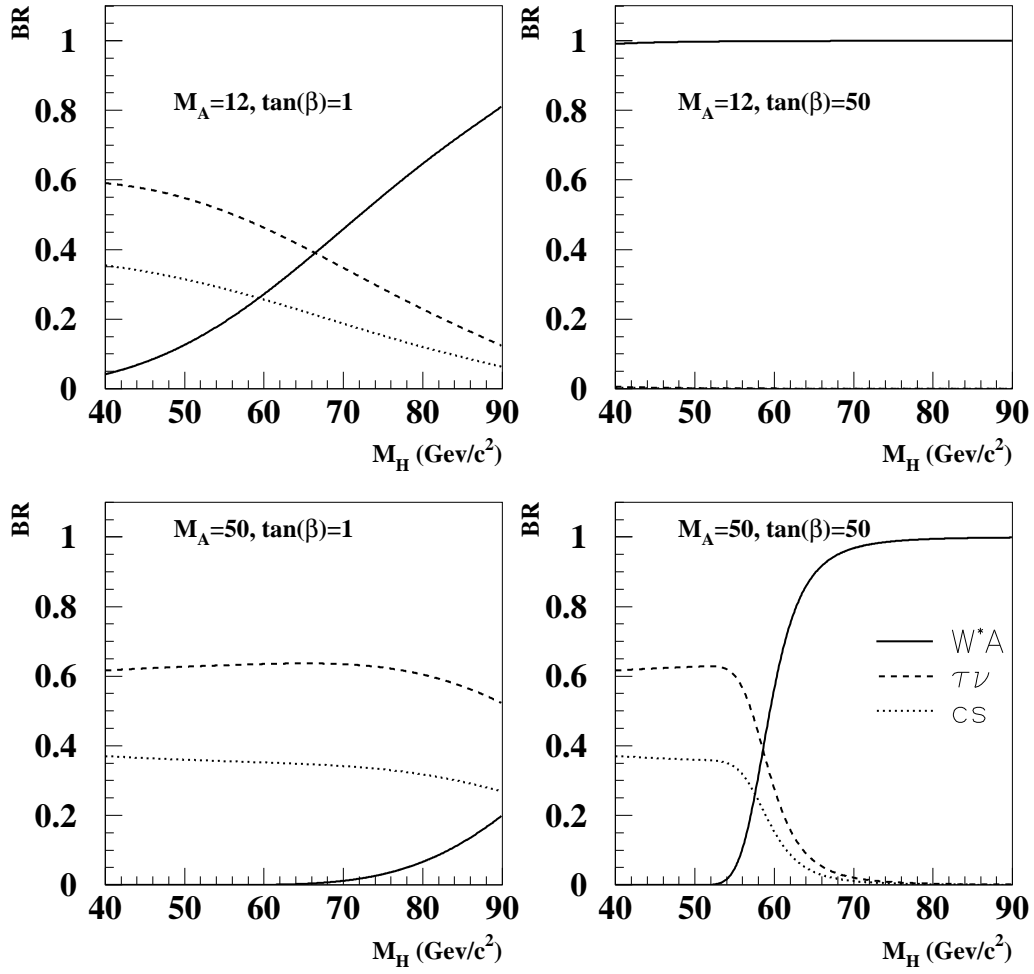 BR
1
0.8
0.6
0.4
0.2
0
M_A=12, tan(β)=1
40 50 60 70 80 90
M_H (Gev/c²)
BR
1
0.8
0.6
0.4
0.2
0
M_A=12, tan(β)=50
40 50 60 70 80 90
M_H (Gev/c²)
BR
1
0.8
0.6
0.4
0.2
0
M_A=50, tan(β)=1
40 50 60 70 80 90
M_H (Gev/c²)
BR
1
0.8
0.6
0.4
0.2
0
M_A=50, tan(β)=50
W*A
τν
cs
40 50 60 70 80 90
M_H (Gev/c²)